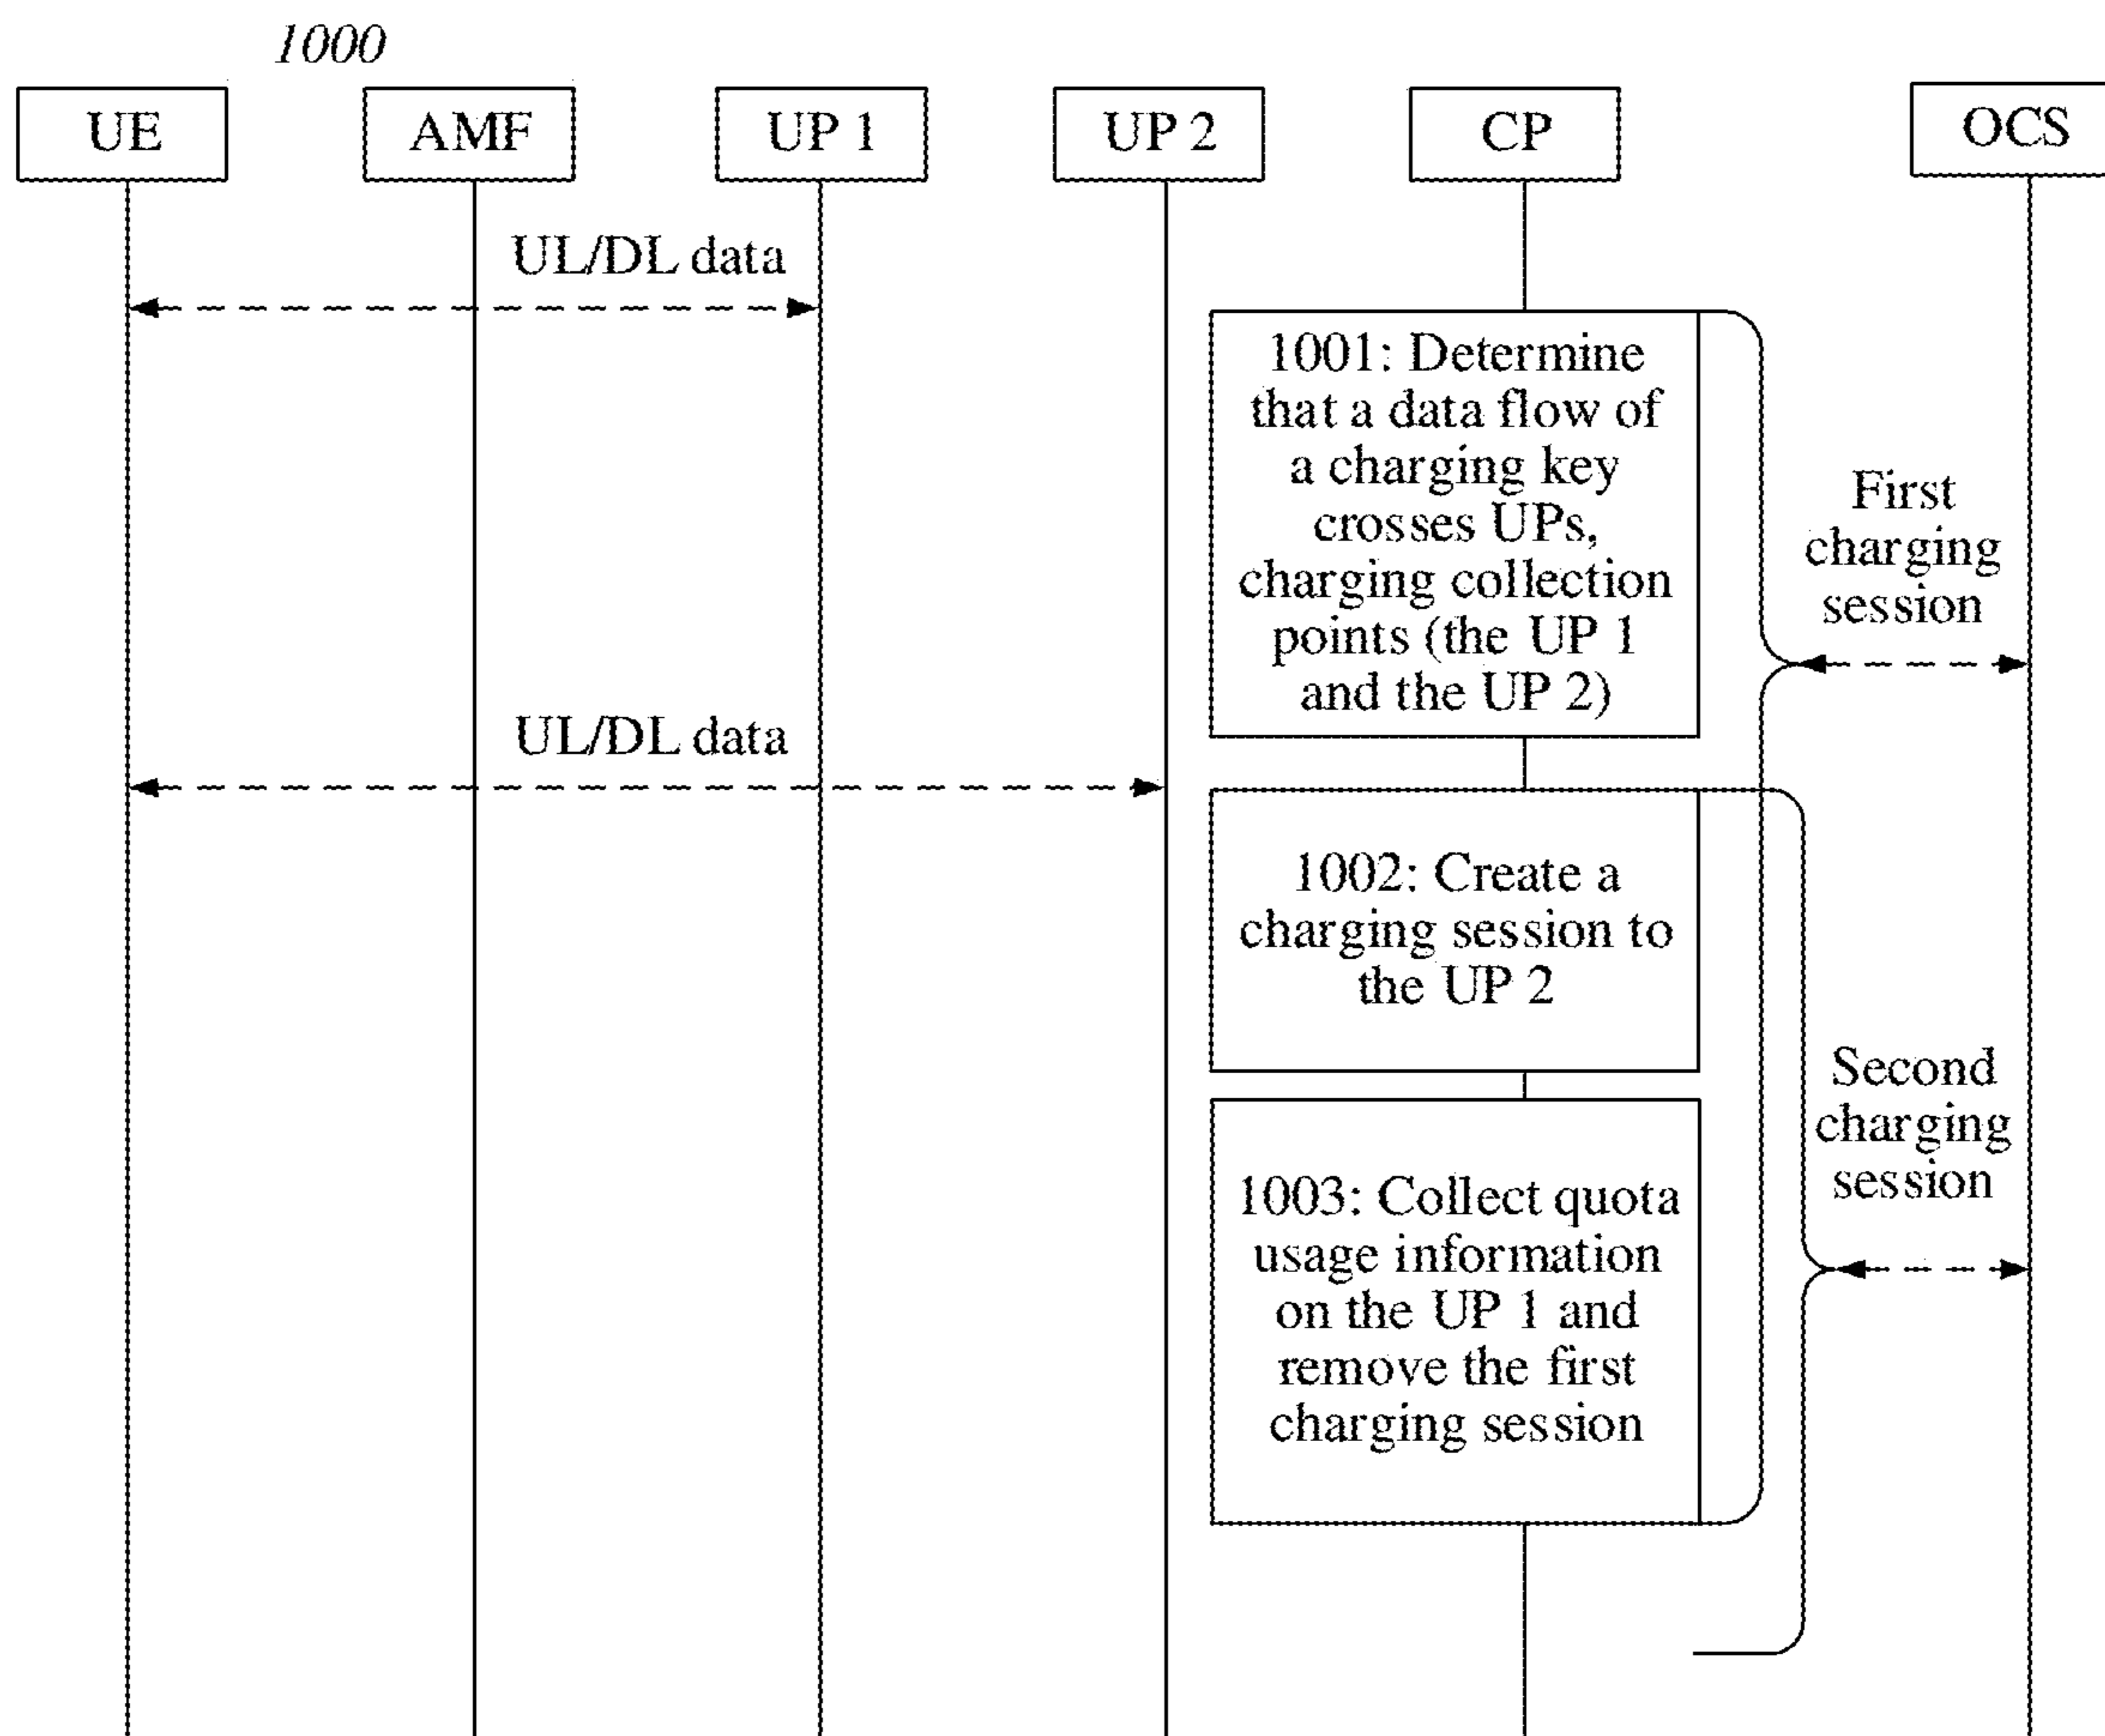 1000
UE
AMF
UP 1
UP 2
CP
OCS
UL/DL data
1001: Determine
that a data flow of
a charging key
crosses UPs,
charging collection
points (the UP 1
and the UP 2)
First
charging
session
UL/DL data
1002: Create a
charging session to
the UP 2
Second
charging
session
1003: Collect quota
usage information
on the UP 1 and
remove the first
charging session